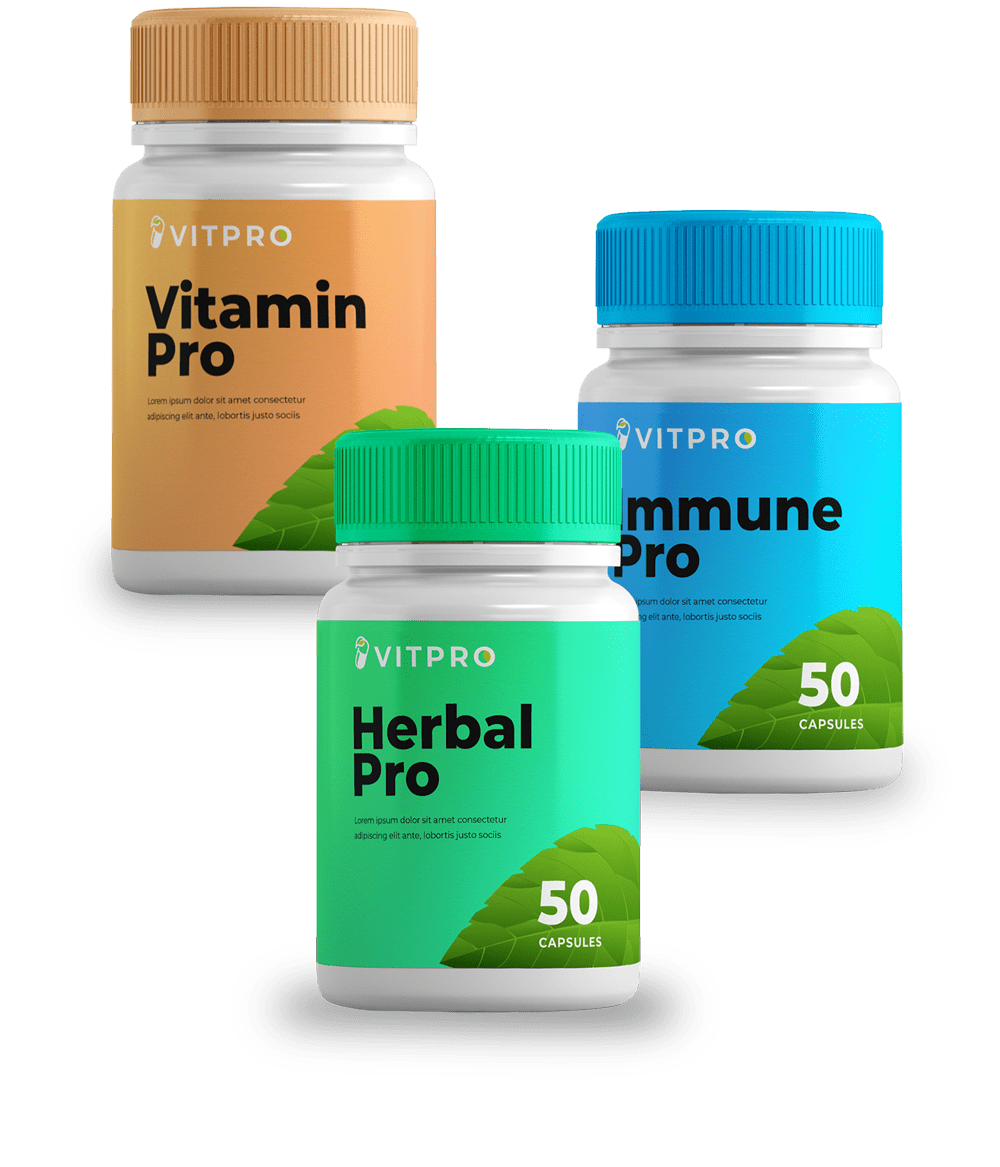 VITPRO
Vitamin
Pro
Lorem ipsum dolor sit amet consectetur
adipiscing elit ante, lobortis justo sociis
VITPRO
mmune
Pro
ipsum dolor sit amet consectetur
elit ante, lobortis justo sociis
50
CAPSULES
VITPRO
Herbal
Pro
Lorem ipsum dolor sit amet consectetur
adipiscing elit ante, lobortis justo sociis
50
CAPSULES